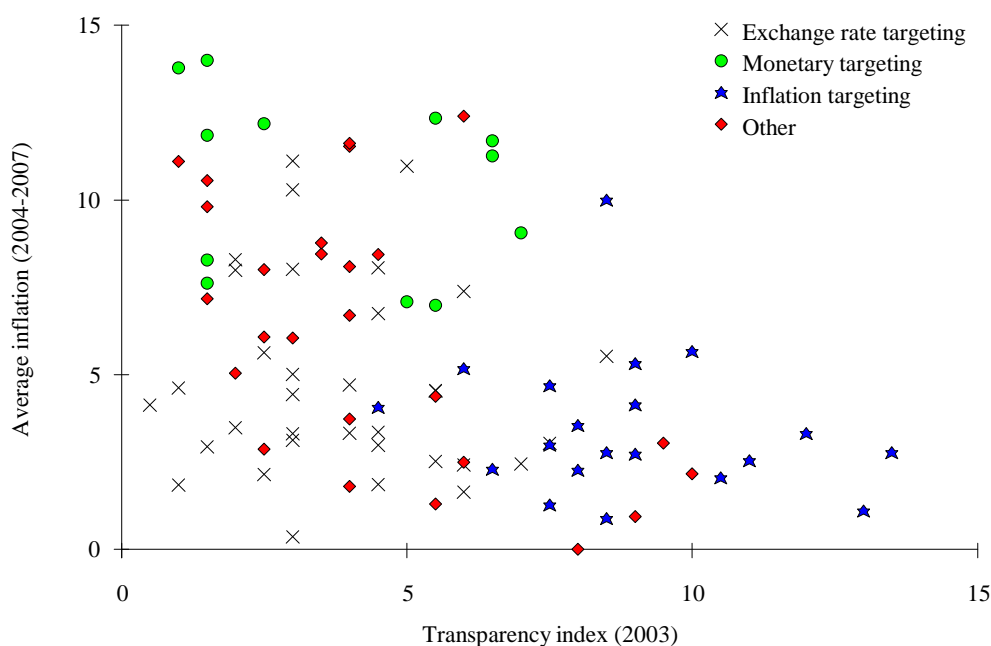 15
Exchange rate targeting
Monetary targeting
Inflation targeting
Other
10
5
0
Average inflation (2004-2007)
0 5 10 15
Transparency index (2003)